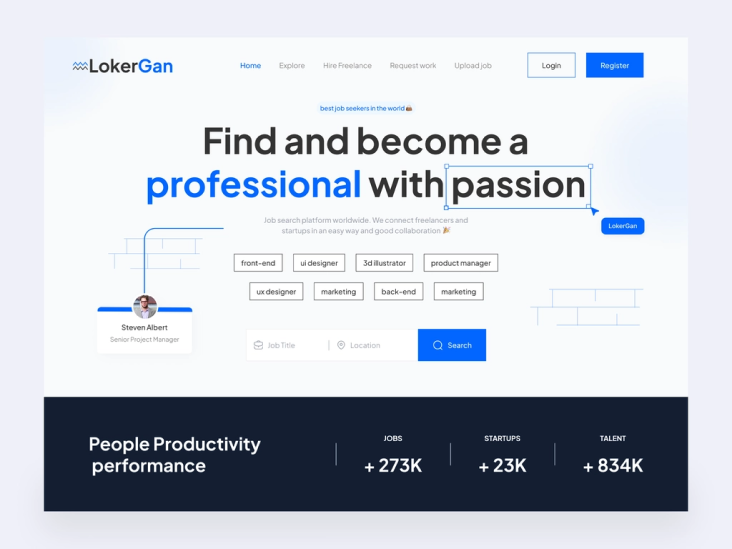 LokerGan
Home Explore Hire Freelance Request work Upload job
Login Register
best job seekers in the world 💼
Find and become a
professional with passion
LokerGan
Job search platform worldwide. We connect freelancers and
startups in an easy way and good collaboration 🎉
front-end ui designer 3d illustrator product manager
ux designer marketing back-end marketing
Steven Albert
Senior Project Manager
Job Title Location Search
People Productivity
performance
JOBS STARTUPS TALENT
+ 273K + 23K + 834K